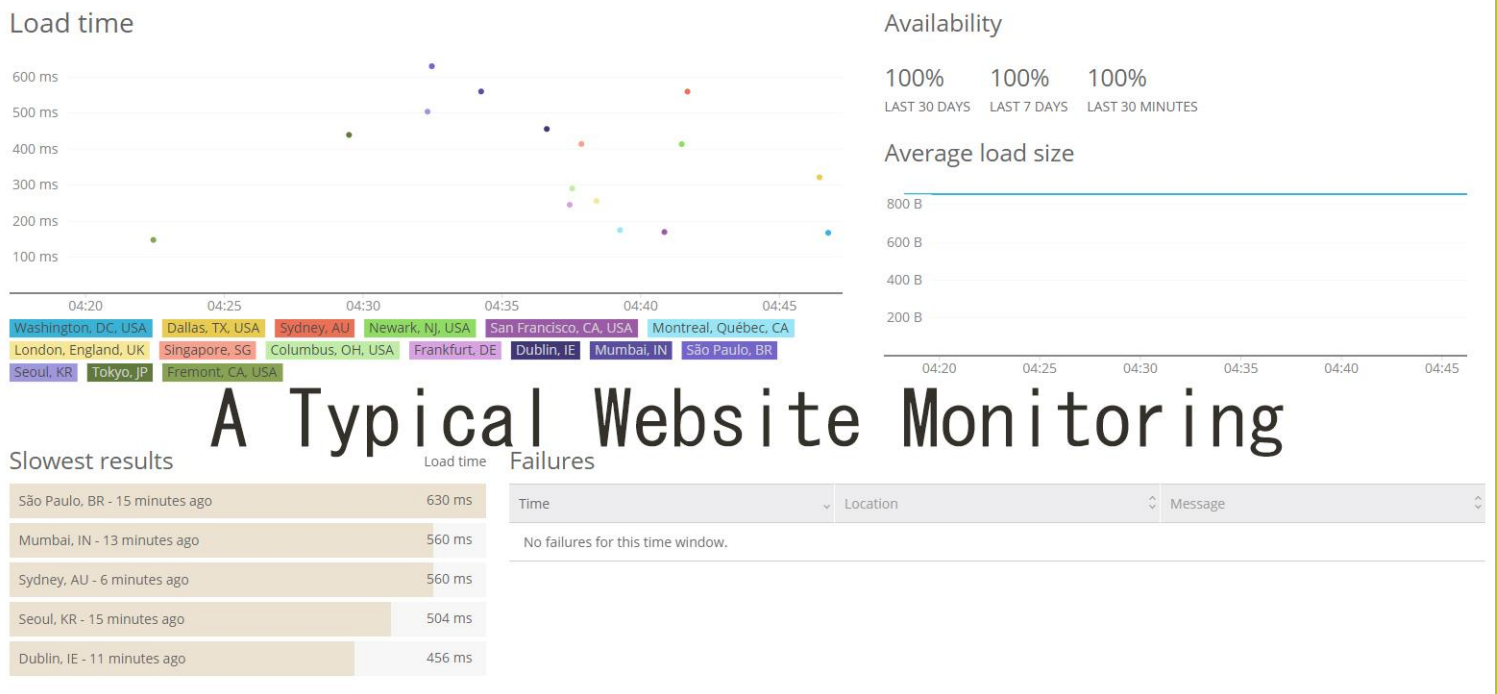 Load time
600 ms
500 ms
400 ms
300 ms
200 ms
100 ms
04:20 04:25 04:30 04:35 04:40 04:45
Washington, DC, USA Dallas, TX, USA Sydney, AU Newark, NJ, USA San Francisco, CA, USA Montreal, Québec, CA
London, England, UK Singapore, SG Columbus, OH, USA Frankfurt, DE Dublin, IE Mumbai, IN São Paulo, BR
Seoul, KR Tokyo, JP Fremont, CA, USA
Availability
100% 100% 100%
LAST 30 DAYS LAST 7 DAYS LAST 30 MINUTES
Average load size
800 B
600 B
400 B
200 B
04:20 04:25 04:30 04:35 04:40 04:45
A Typical Website Monitoring
Slowest results Load time
São Paulo, BR - 15 minutes ago 630 ms
Mumbai, IN - 13 minutes ago 560 ms
Sydney, AU - 6 minutes ago 560 ms
Seoul, KR - 15 minutes ago 504 ms
Dublin, IE - 11 minutes ago 456 ms
Failures
Time Location Message
No failures for this time window.